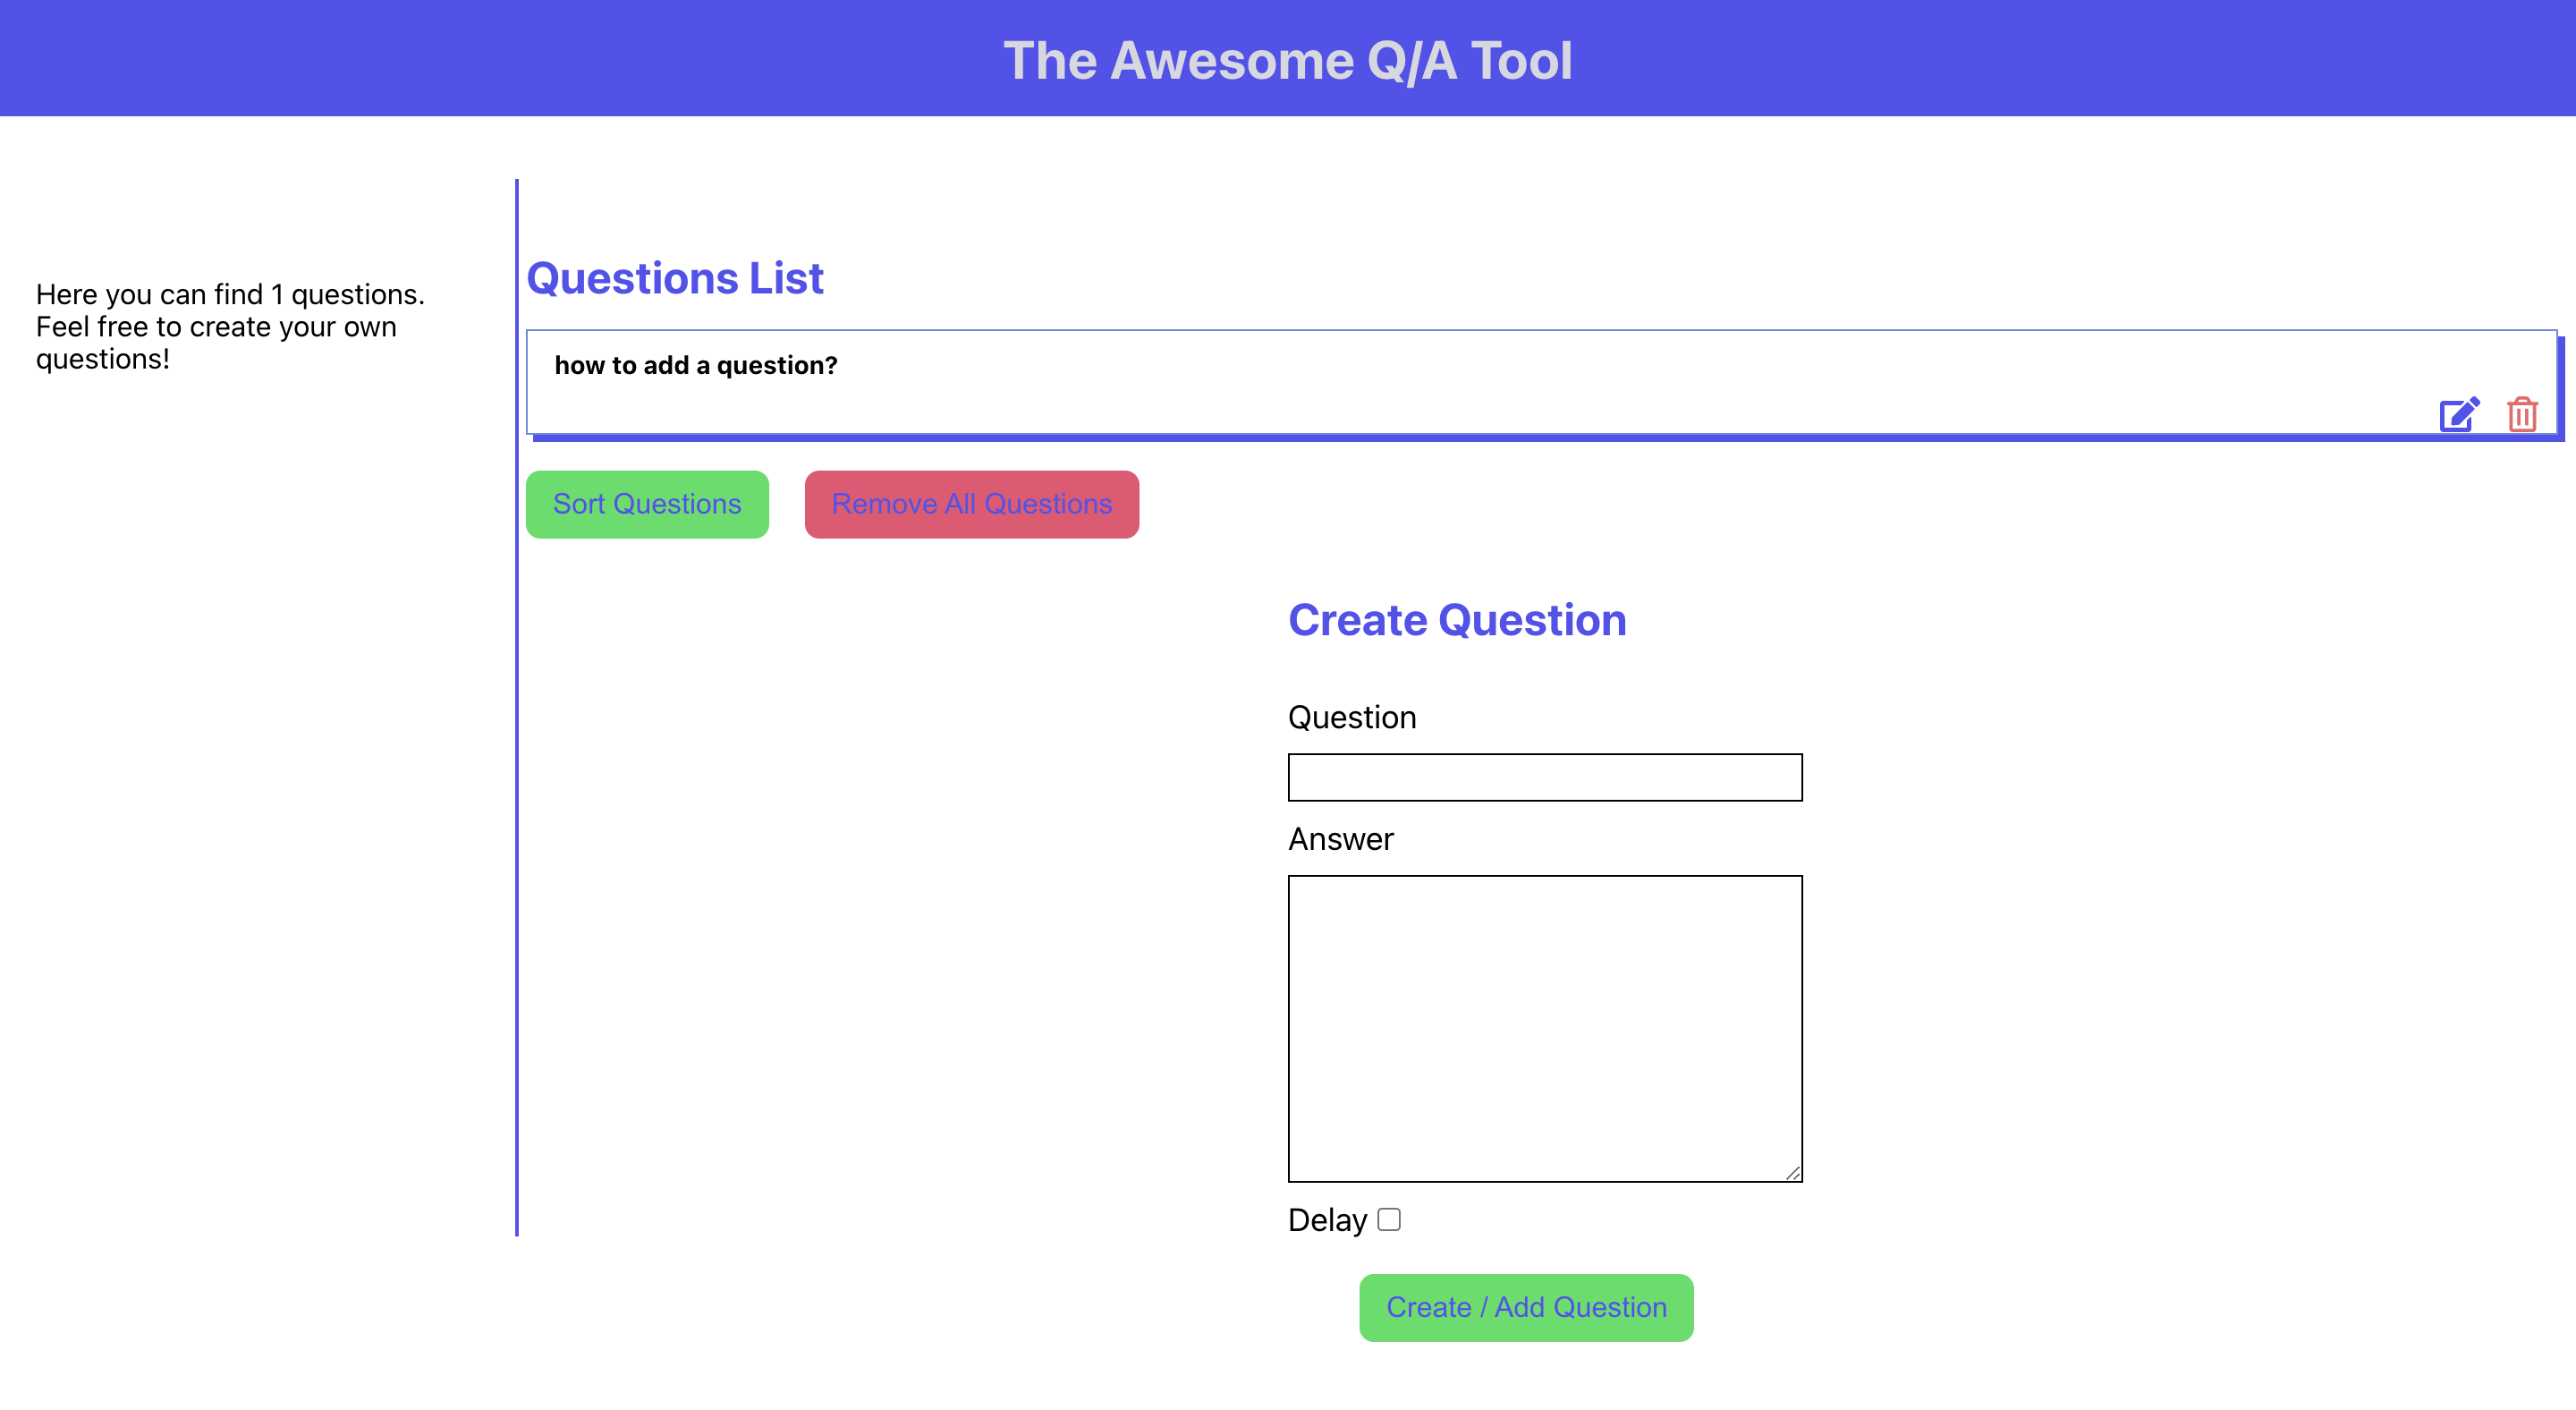 The Awesome Q/A Tool
Here you can find 1 questions.
Feel free to create your own
questions!
Questions List
how to add a question?
Sort Questions
Remove All Questions
Create Question
Question
Answer
Delay
Create / Add Question